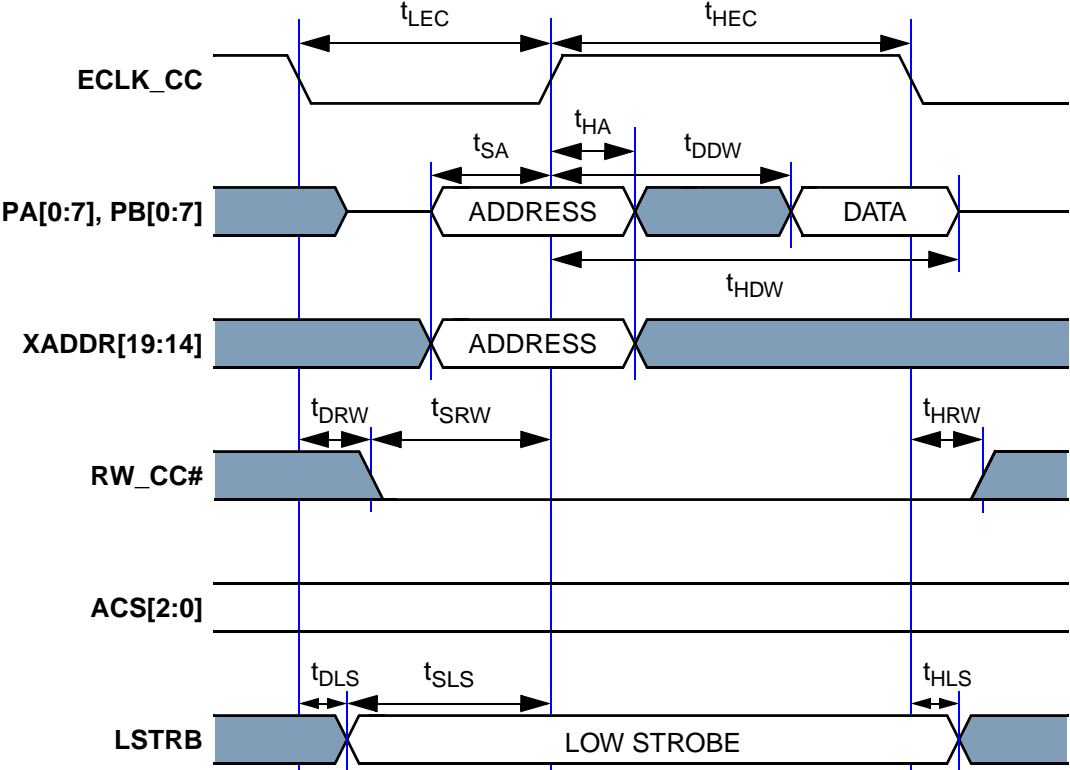 tLEC tHEC
ECLK_CC
tHA
tSA tDDW
PA[0:7], PB[0:7] ADDRESS DATA
tHDW
XADDR[19:14] ADDRESS
tDRW tSRW tHRW
RW_CC#
ACS[2:0]
tDLS tSLS tHLS
LSTRB LOW STROBE